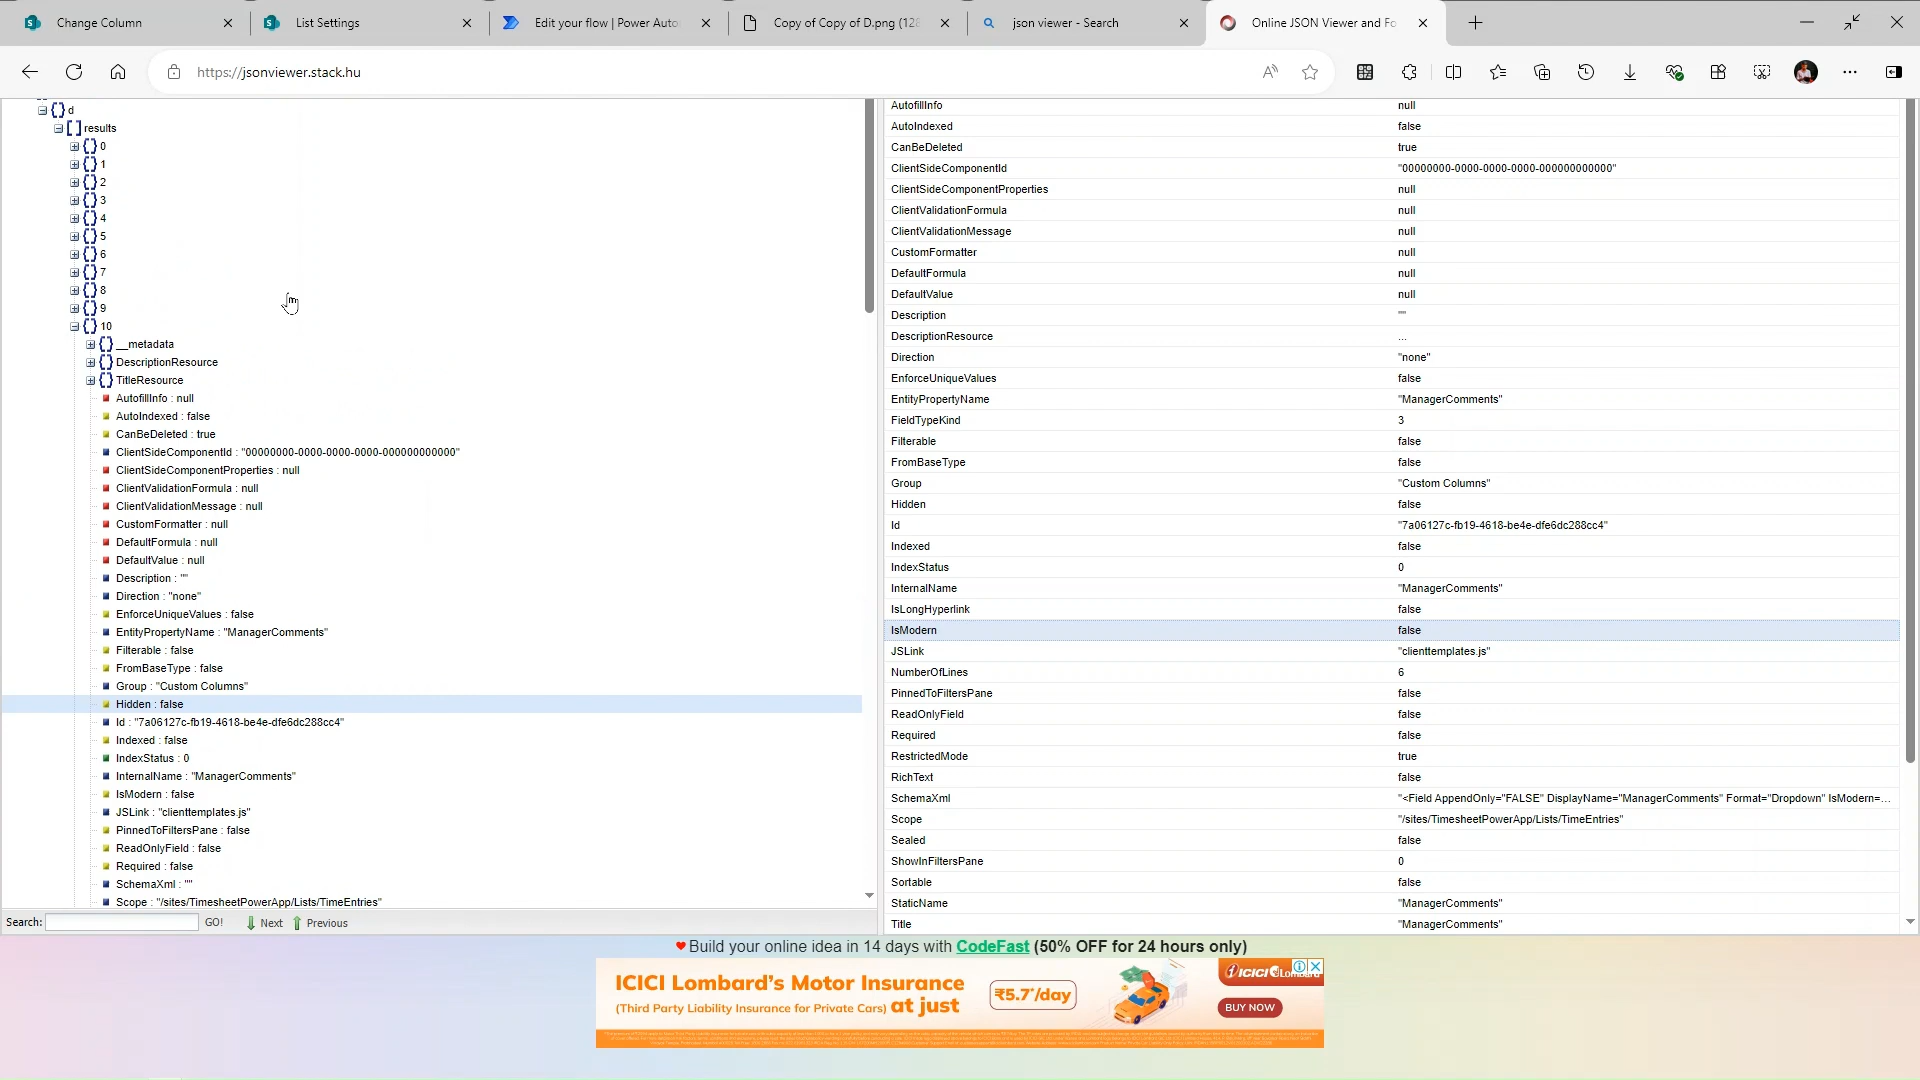 Change Column
List Settings
Edit your flow | Power Auto
Copy of Copy of D.png (128
json viewer - Search
Online JSON Viewer and Fo
https://jsonviewer.stack.hu
d
results
0
1
2
3
4
5
6
7
8
9
10
__metadata
DescriptionResource
TitleResource
AutofillInfo : null
AutoIndexed : false
CanBeDeleted : true
ClientSideComponentId : "00000000-0000-0000-0000-000000000000"
ClientSideComponentProperties : null
ClientValidationFormula : null
ClientValidationMessage : null
CustomFormatter : null
DefaultFormula : null
DefaultValue : null
Description : ""
Direction : "none"
EnforceUniqueValues : false
EntityPropertyName : "ManagerComments"
Filterable : false
FromBaseType : false
Group : "Custom Columns"
Hidden : false
Id : "7a06127c-fb19-4618-be4e-dfe6dc288cc4"
Indexed : false
IndexStatus : 0
InternalName : "ManagerComments"
IsModern : false
JSLink : "clienttemplates.js"
PinnedToFiltersPane : false
ReadOnlyField : false
Required : false
SchemaXml : ""
Scope : "/sites/TimesheetPowerApp/Lists/TimeEntries"
Search: GO! Next Previous
AutofillInfo null
AutoIndexed false
CanBeDeleted true
ClientSideComponentId "00000000-0000-0000-0000-000000000000"
ClientSideComponentProperties null
ClientValidationFormula null
ClientValidationMessage null
CustomFormatter null
DefaultFormula null
DefaultValue null
Description ""
DescriptionResource ...
Direction "none"
EnforceUniqueValues false
EntityPropertyName "ManagerComments"
FieldTypeKind 3
Filterable false
FromBaseType false
Group "Custom Columns"
Hidden false
Id "7a06127c-fb19-4618-be4e-dfe6dc288cc4"
Indexed false
IndexStatus 0
InternalName "ManagerComments"
IsLongHyperlink false
IsModern false
JSLink "clienttemplates.js"
NumberOfLines 6
PinnedToFiltersPane false
ReadOnlyField false
Required false
RestrictedMode true
RichText false
SchemaXml "<Field AppendOnly="FALSE" DisplayName="ManagerComments" Format="Dropdown" IsModern=...
Scope "/sites/TimesheetPowerApp/Lists/TimeEntries"
Sealed false
ShowInFiltersPane 0
Sortable false
StaticName "ManagerComments"
Title "ManagerComments"
Build your online idea in 14 days with CodeFast (50% OFF for 24 hours only)
ICICI Lombard's Motor Insurance
(Third Party Liability Insurance for Private Cars) at just
₹5.7*/day
ICICI Lombard
BUY NOW